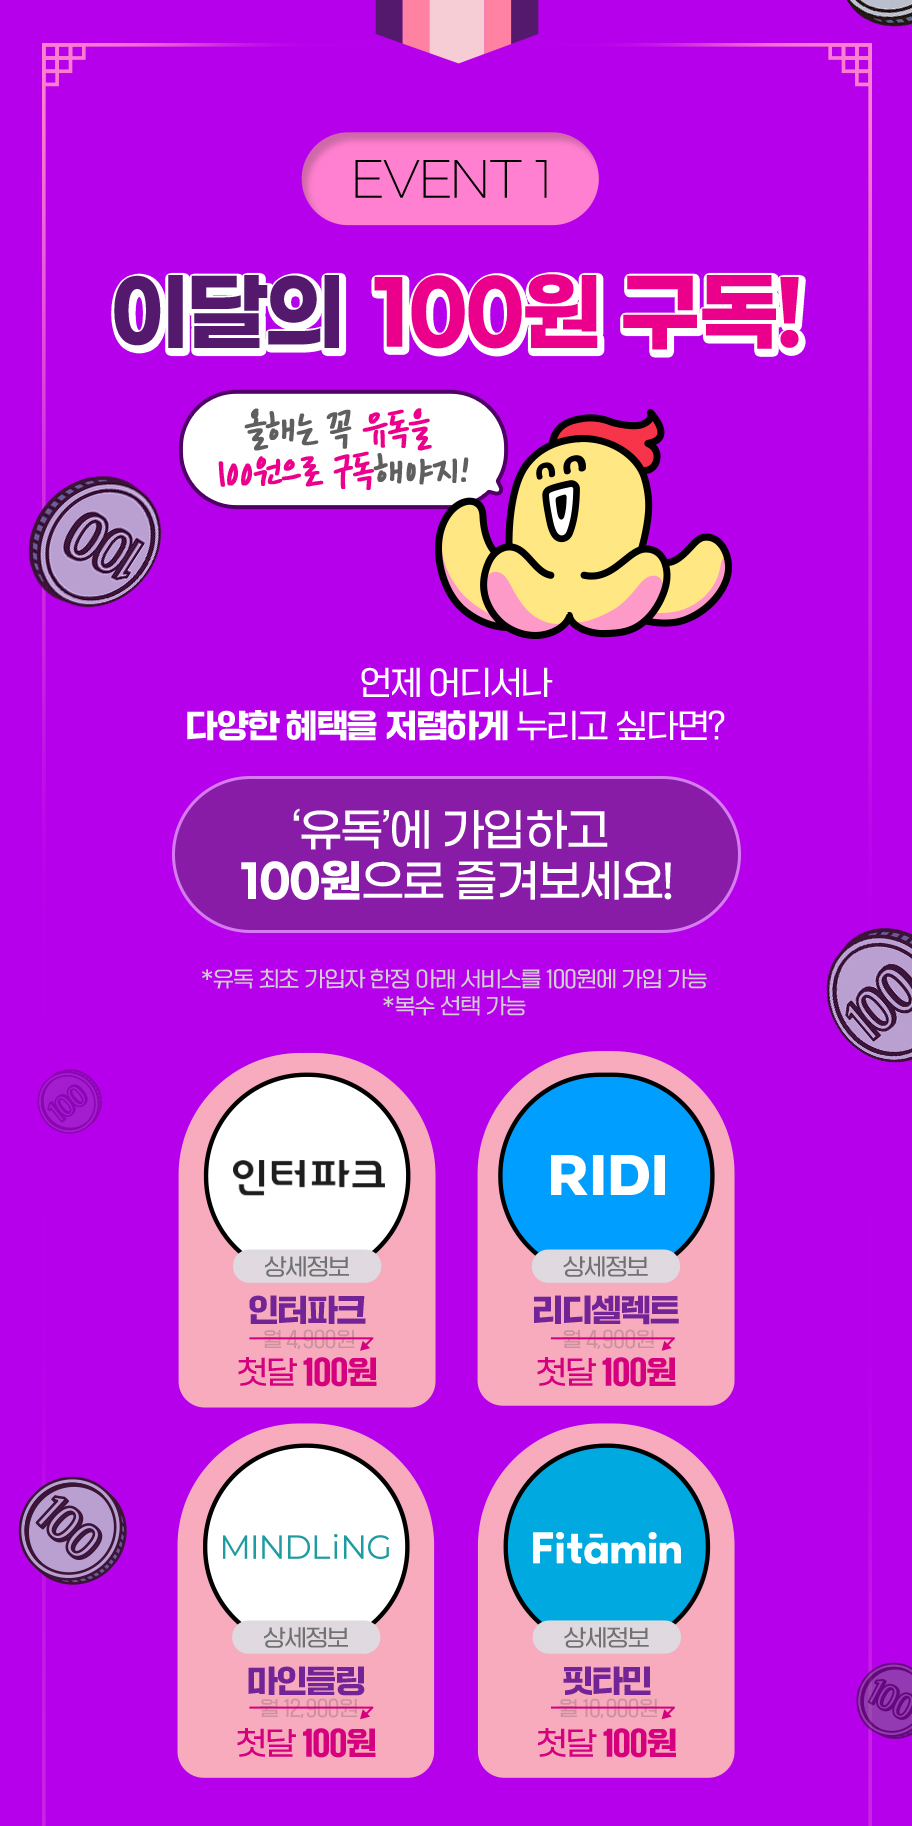 EVENT 1
이달의 100원 구독!
올해는 꼭 유독을
100원으로 구독해야지!
100
언제 어디서나
다양한 혜택을 저렴하게 누리고 싶다면?
‘유독’에 가입하고
100원으로 즐겨보세요!
*유독 최초 가입자 한정 아래 서비스를 100원에 가입 가능
*복수 선택 가능
100
100
인터파크
상세정보
인터파크
월 4,900원
첫달 100원
RIDI
상세정보
리디셀렉트
월 4,900원
첫달 100원
100
MINDLiNG
상세정보
마인들링
월 12,900원
첫달 100원
Fitāmin
상세정보
핏타민
월 10,000원
첫달 100원
100